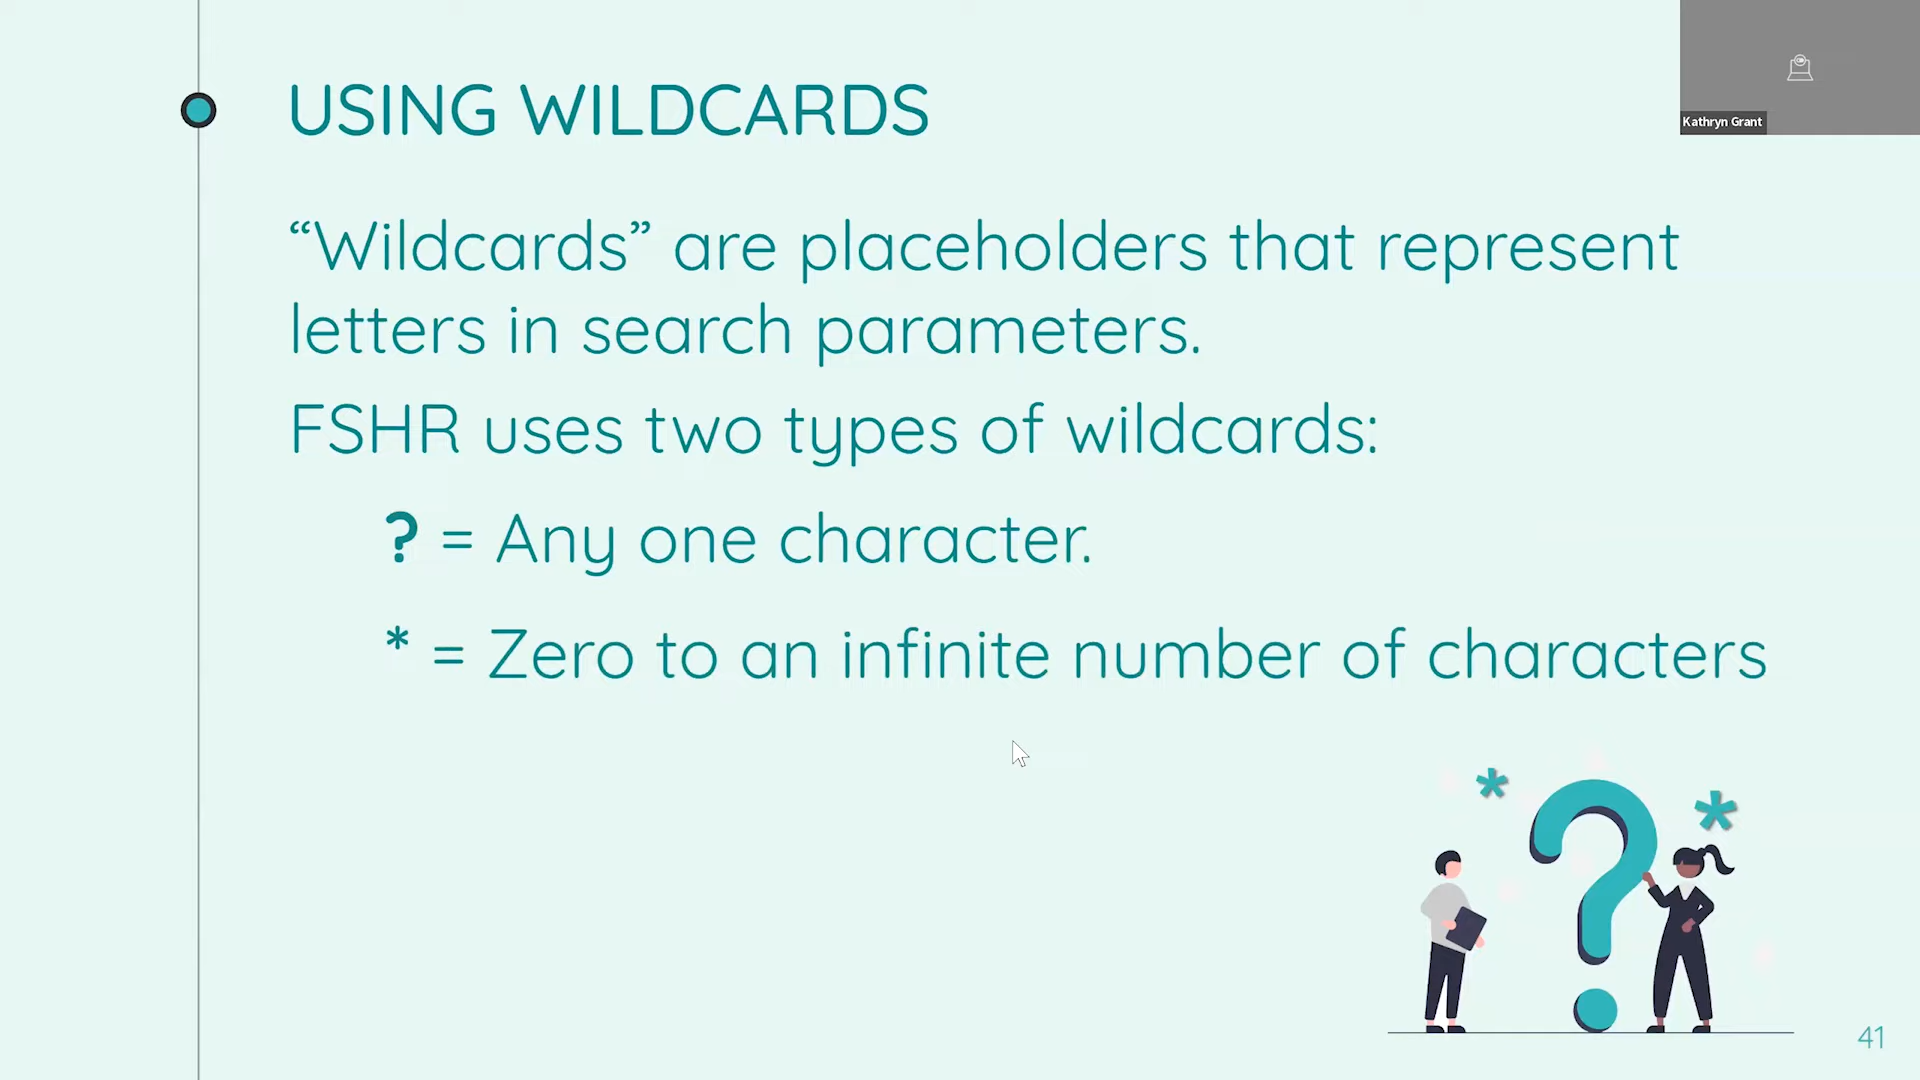 USING WILDCARDS
Kathryn Grant
“Wildcards” are placeholders that represent
letters in search parameters.
FSHR uses two types of wildcards:
? = Any one character.
* = Zero to an infinite number of characters
* ? *
41